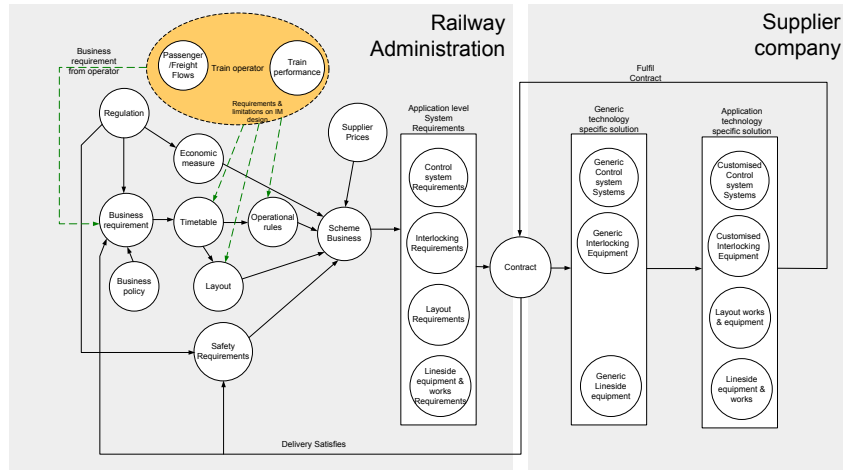 Railway
Administration
Supplier
company
Business
requirement
from operator
Passenger
/Freight
Flows
Train operator
Train
performance
Requirements &
limitations on IM
design
Regulation
Economic
measure
Supplier
Prices
Application level
System
Requirements
Fulfil
Contract
Generic
technology
specific solution
Application
technology
specific solution
Control
system
Requirements
Generic
Control
system
Systems
Customised
Control
system
Systems
Business
requirement
Timetable
Operational
rules
Scheme
Business
Interlocking
Requirements
Generic
Interlocking
Equipment
Customised
Interlocking
Equipment
Contract
Business
policy
Layout
Layout
Requirements
Layout works
& equipment
Safety
Requirements
Lineside
equipment &
works
Requirements
Generic
Lineside
equipment
Lineside
equipment &
works
Delivery Satisfies